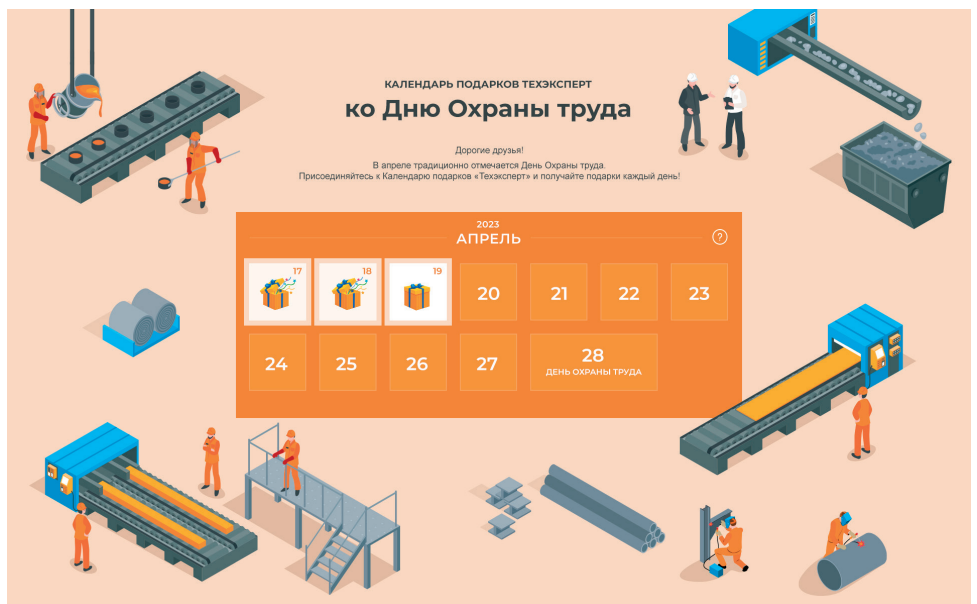 КАЛЕНДАРЬ ПОДАРКОВ ТЕХЭКСПЕРТ
ко Дню Охраны труда
Дорогие друзья!
В апреле традиционно отмечается День Охраны труда.
Присоединяйтесь к Календарю подарков «Техэксперт» и получайте подарки каждый день!
2023
АПРЕЛЬ
?
17 18 19 20 21 22 23
24 25 26 27 28
ДЕНЬ ОХРАНЫ ТРУДА